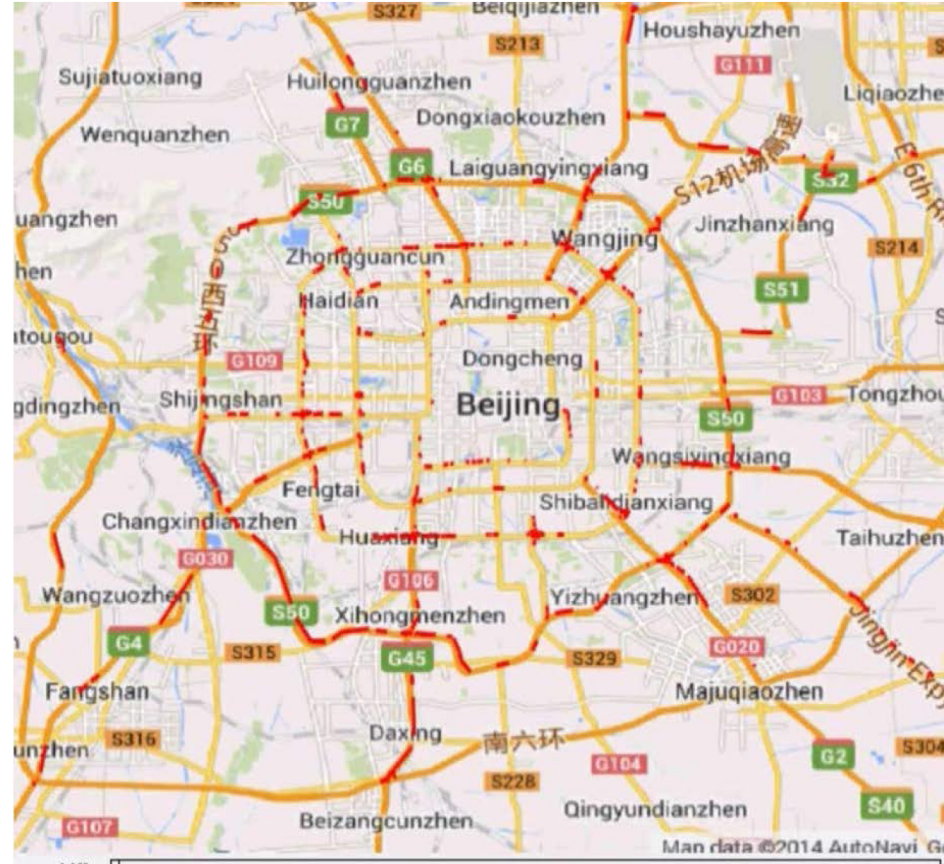 S327
Beiqijiazhen
Houshayuzhen
S213
G111
Sujiatuoxiang
Huilongguanzhen
Liqiaozhe
G7
Dongxiaokouzhen
Wenquanzhen
G6
Laiguangyingxiang
S12机场高速
S32
S50
E 6th R
uangzhen
Jinzhanxiang
Wangjing
S214
Zhongguancun
hen
S51
Haidian
Andingmen
atougou
G109
Dongcheng
gdingzhen
Shijingshan
Beijing
G103
Tongzhou
S50
Wangsiyingxiang
Fengtai
Shibalidianxiang
Changxindianzhen
Huaxiang
Taihuzhen
G030
G106
Wangzuozhen
S50
Xihongmenzhen
Yizhuangzhen
S302
Jingjin Expy
G4
S315
G45
S329
G020
Fangshan
Majuqiaozhen
S316
Daxing
南六环
unzhen
S304
G104
G2
S228
S40
Beizangcunzhen
Qingyundianzhen
G107
Map data ©2014 AutoNavi, G